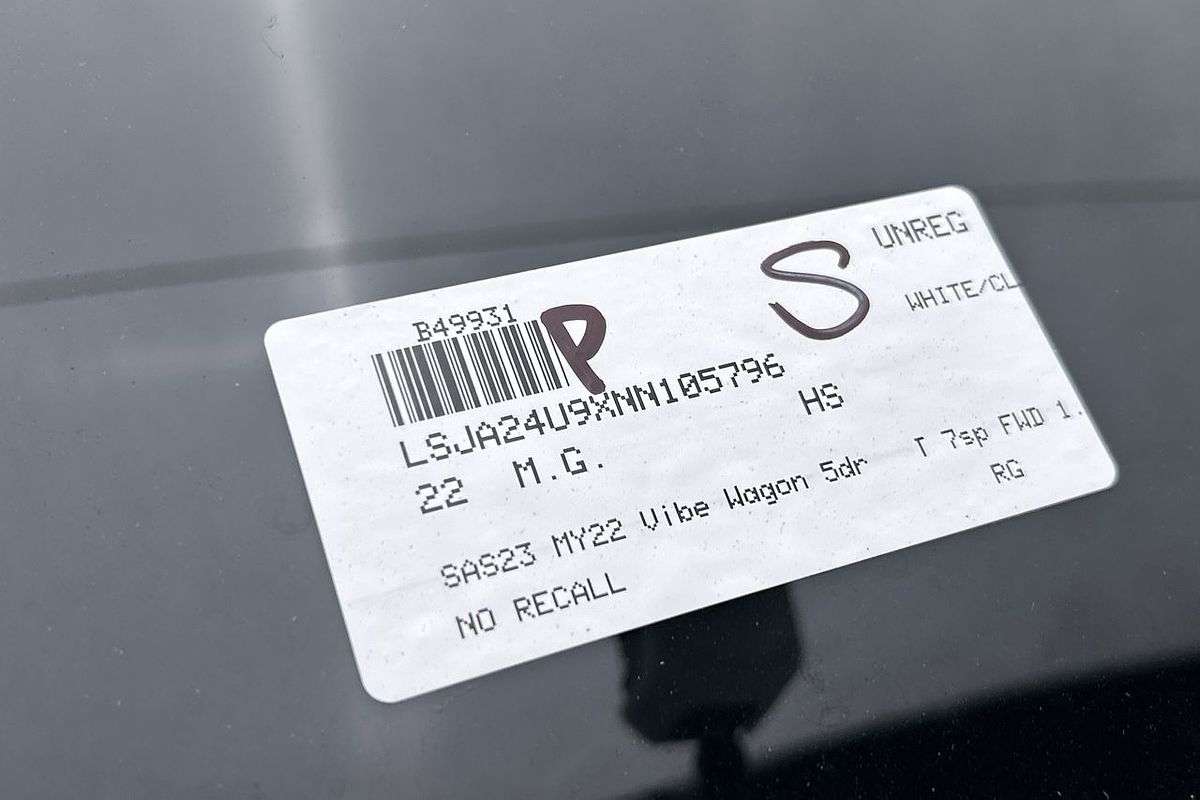 UNREG
S
WHITE/CL
B49931
P
LSJA24U9XNN105796
22 M.G. HS
SAS23 MY22 Vibe Wagon 5dr T 7sp FWD 1.
NO RECALL RG